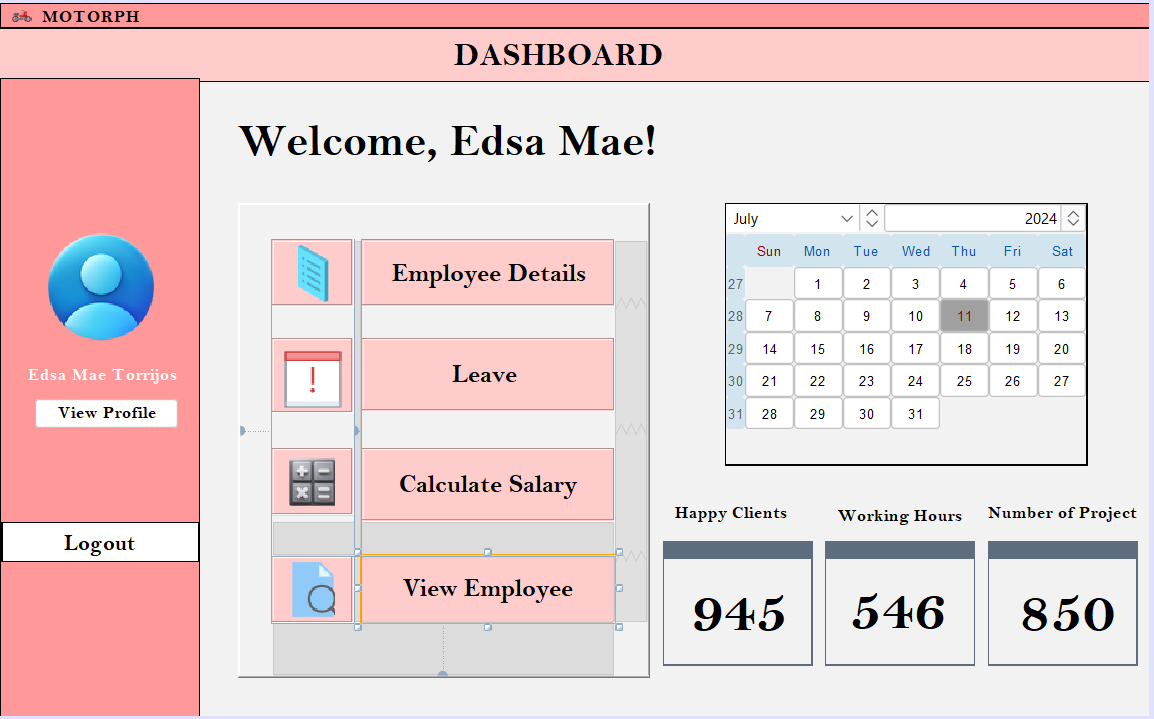 MOTORPH
DASHBOARD
Welcome, Edsa Mae!
Edsa Mae Torrijos
View Profile
Logout
Employee Details
Leave
Calculate Salary
View Employee
July 2024
Sun Mon Tue Wed Thu Fri Sat
27 1 2 3 4 5 6
28 7 8 9 10 11 12 13
29 14 15 16 17 18 19 20
30 21 22 23 24 25 26 27
31 28 29 30 31
Happy Clients Working Hours Number of Project
945 546 850